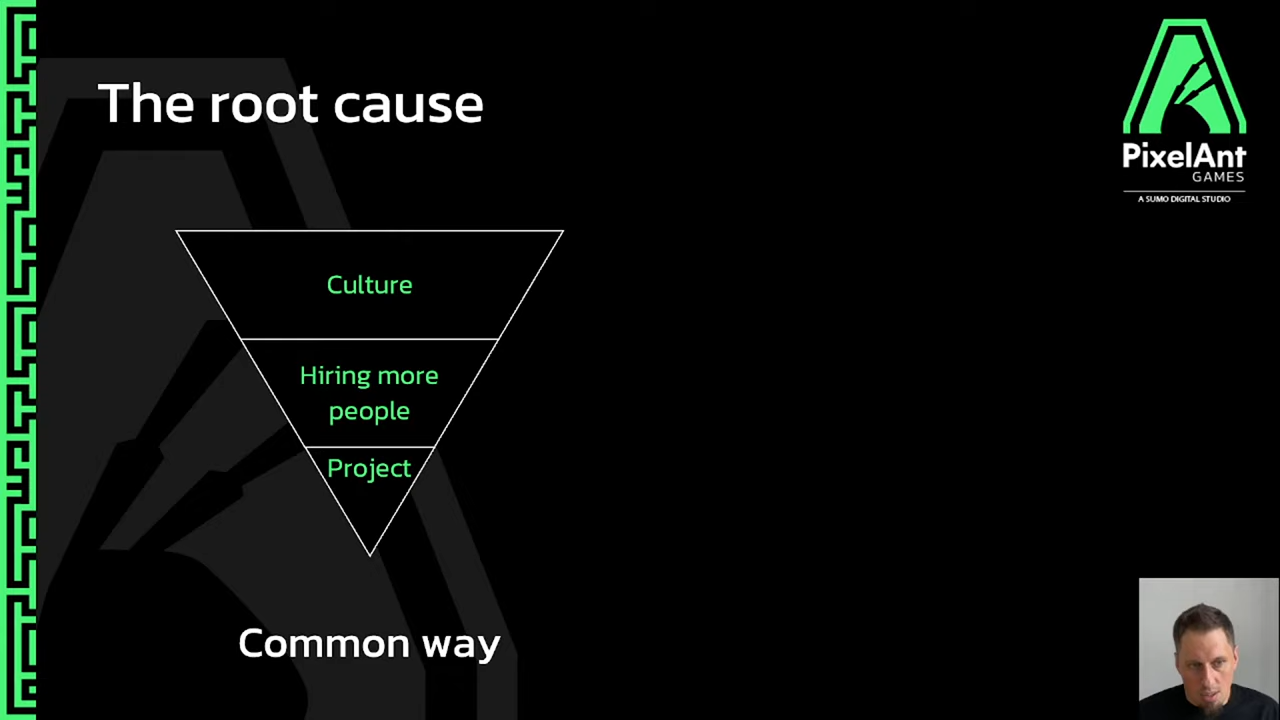 The root cause
PixelAnt
GAMES
A SUMO DIGITAL STUDIO
Culture
Hiring more
people
Project
Common way